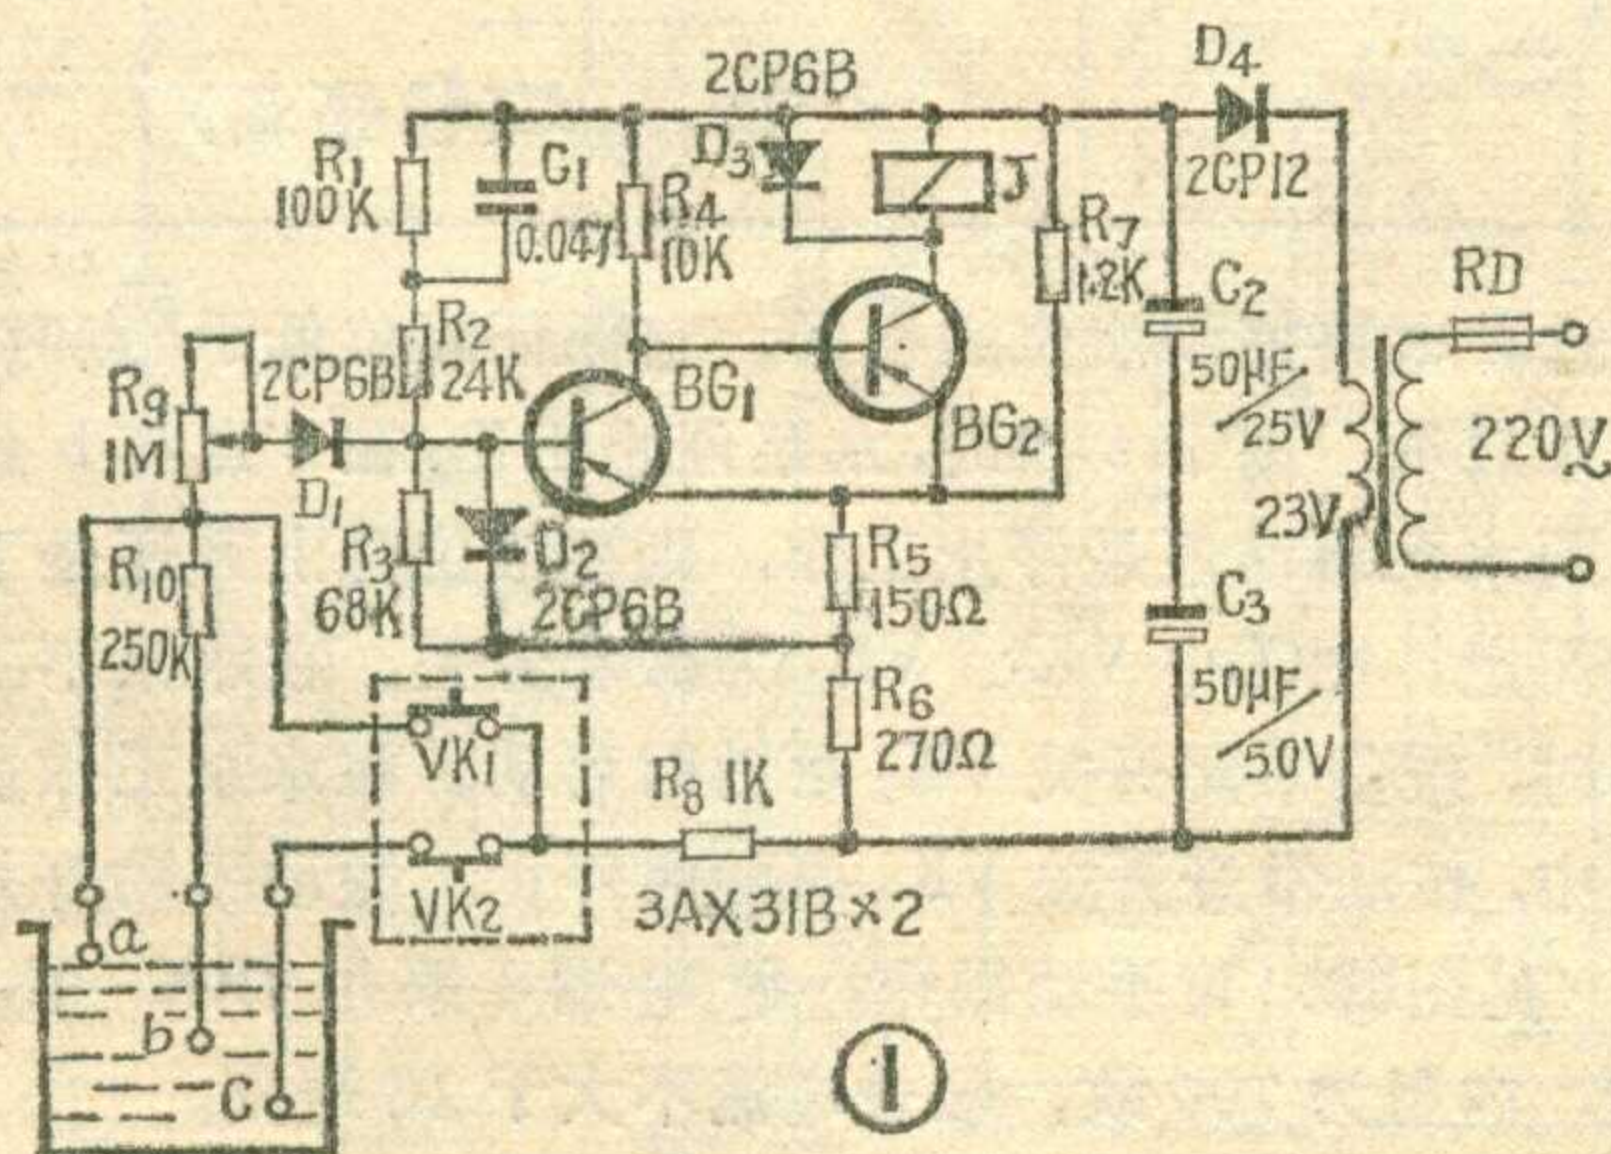 D4
2CP6B
2CP12
R1
100K
C1
0.047
R4
10K
D3
J
R7
1.2K
C2
50μF
25V
RD
220V~
R2
24K
2CP6B
R9
1M
D1
BG1
BG2
23V
R3
68K
D2
2CP6B
R5
150Ω
R10
250K
C3
50μF
50V
R6
270Ω
VK1
VK2
R8 1K
3AX31B×2
a
b
C
1